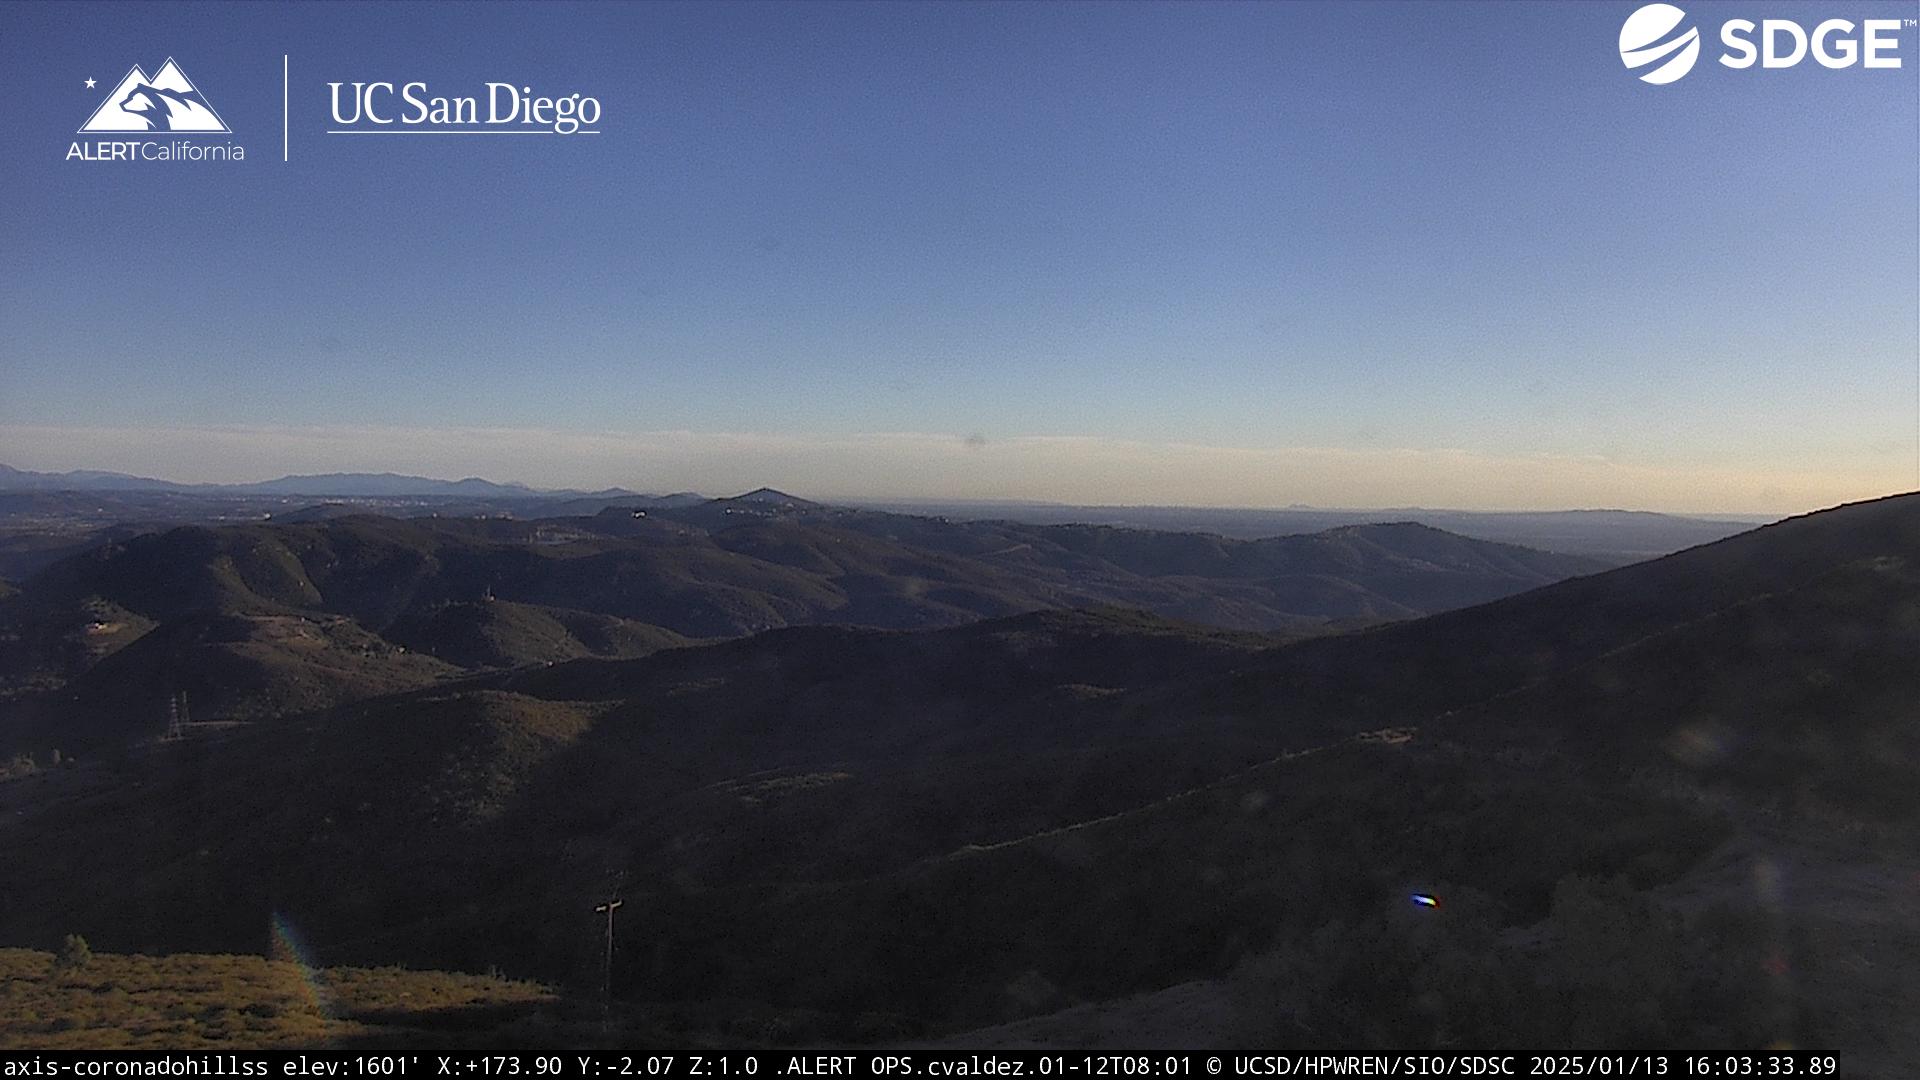 ALERTCalifornia
UC San Diego
SDGE™
axis-coronadohillss elev:1601' X:+173.90 Y:-2.07 Z:1.0 .ALERT OPS.cvaldez.01-12T08:01 © UCSD/HPWREN/SIO/SDSC 2025/01/13 16:03:33.89